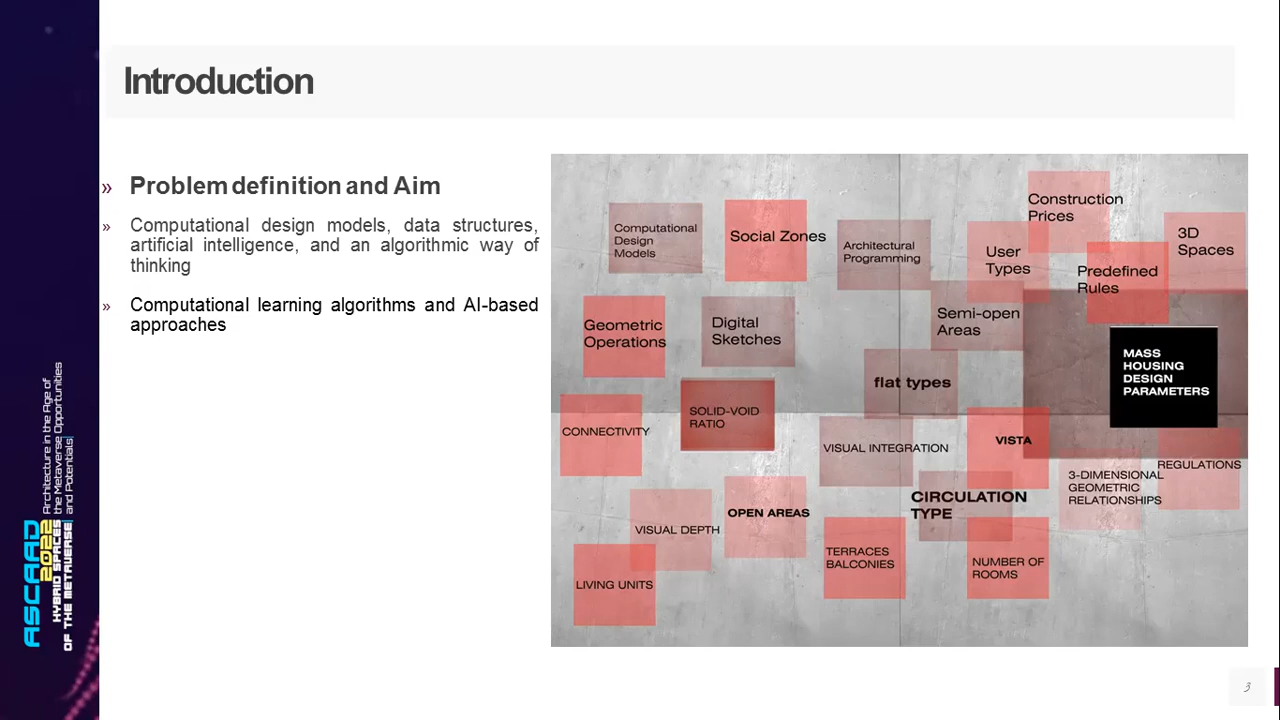 Introduction
» Problem definition and Aim
» Computational design models, data structures,
artificial intelligence, and an algorithmic way of
thinking
» Computational learning algorithms and AI-based
approaches
Computational
Design
Models
Social Zones
Architectural
Programming
User
Types
Construction
Prices
Predefined
Rules
3D
Spaces
Geometric
Operations
Digital
Sketches
Semi-open
Areas
flat types
MASS
HOUSING
DESIGN
PARAMETERS
CONNECTIVITY
SOLID-VOID
RATIO
VISUAL INTEGRATION
VISTA
3-DIMENSIONAL
GEOMETRIC
RELATIONSHIPS
REGULATIONS
VISUAL DEPTH
OPEN AREAS
CIRCULATION
TYPE
LIVING UNITS
TERRACES
BALCONIES
NUMBER OF
ROOMS
ASCAAD
2022
Architecture in the Age of
the Metaverse Opportunities
and Potentials
HYBRID SPACES
OF THE METAVERSE
3